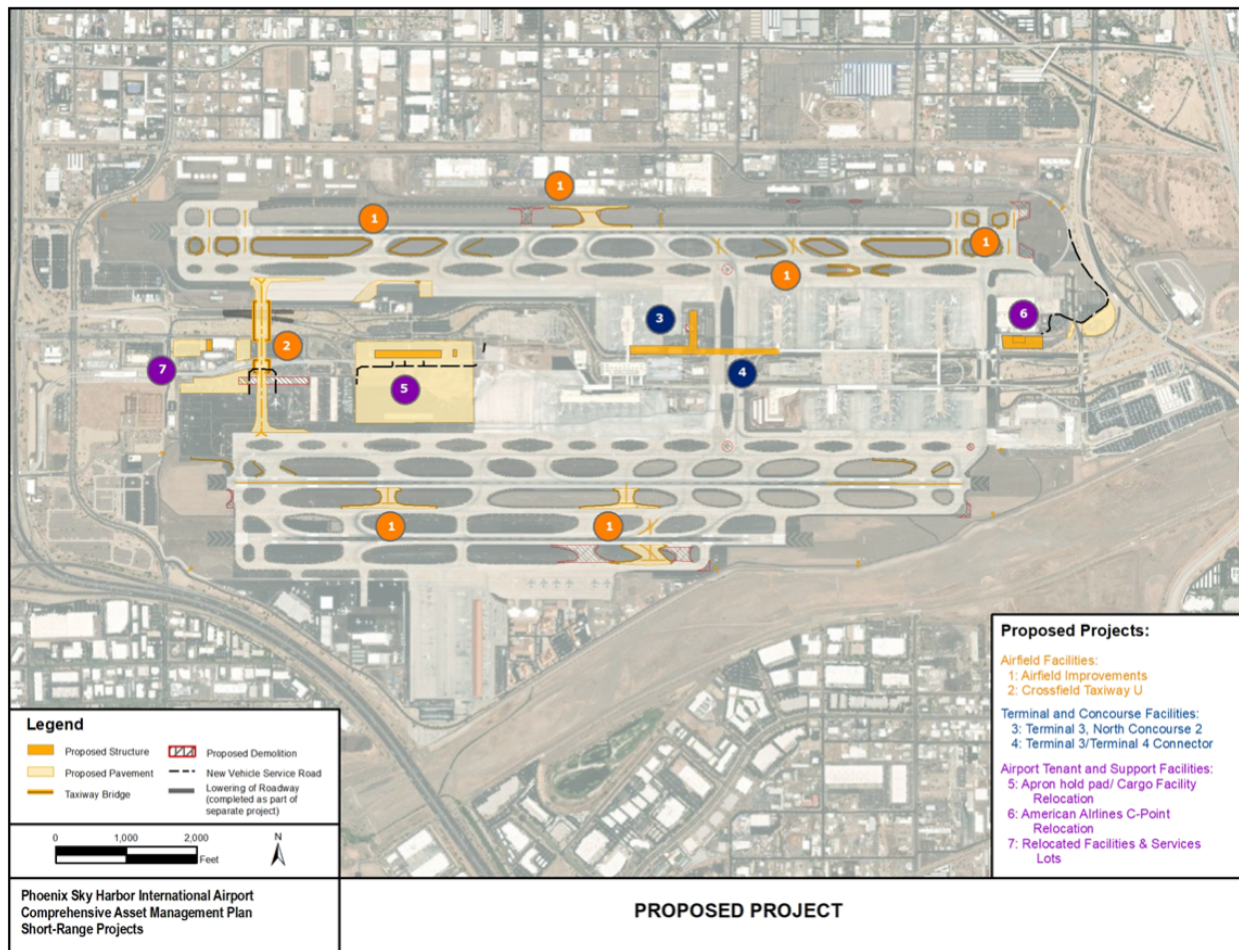 1
1
1
1
3
6
2
7
4
5
1
1
Proposed Projects:
Airfield Facilities:
1: Airfield Improvements
2: Crossfield Taxiway U
Terminal and Concourse Facilities:
3: Terminal 3, North Concourse 2
4: Terminal 3/Terminal 4 Connector
Airport Tenant and Support Facilities:
5: Apron hold pad/ Cargo Facility
Relocation
6: American AIrlines C-Point
Relocation
7: Relocated Facilities & Services
Lots
Legend
Proposed Structure
Proposed Pavement
Taxiway Bridge
Proposed Demolition
New Vehicle Service Road
Lowering of Roadway
(completed as part of
separate project)
0 1,000 2,000
Feet
N
Phoenix Sky Harbor International Airport
Comprehensive Asset Management Plan
Short-Range Projects
PROPOSED PROJECT